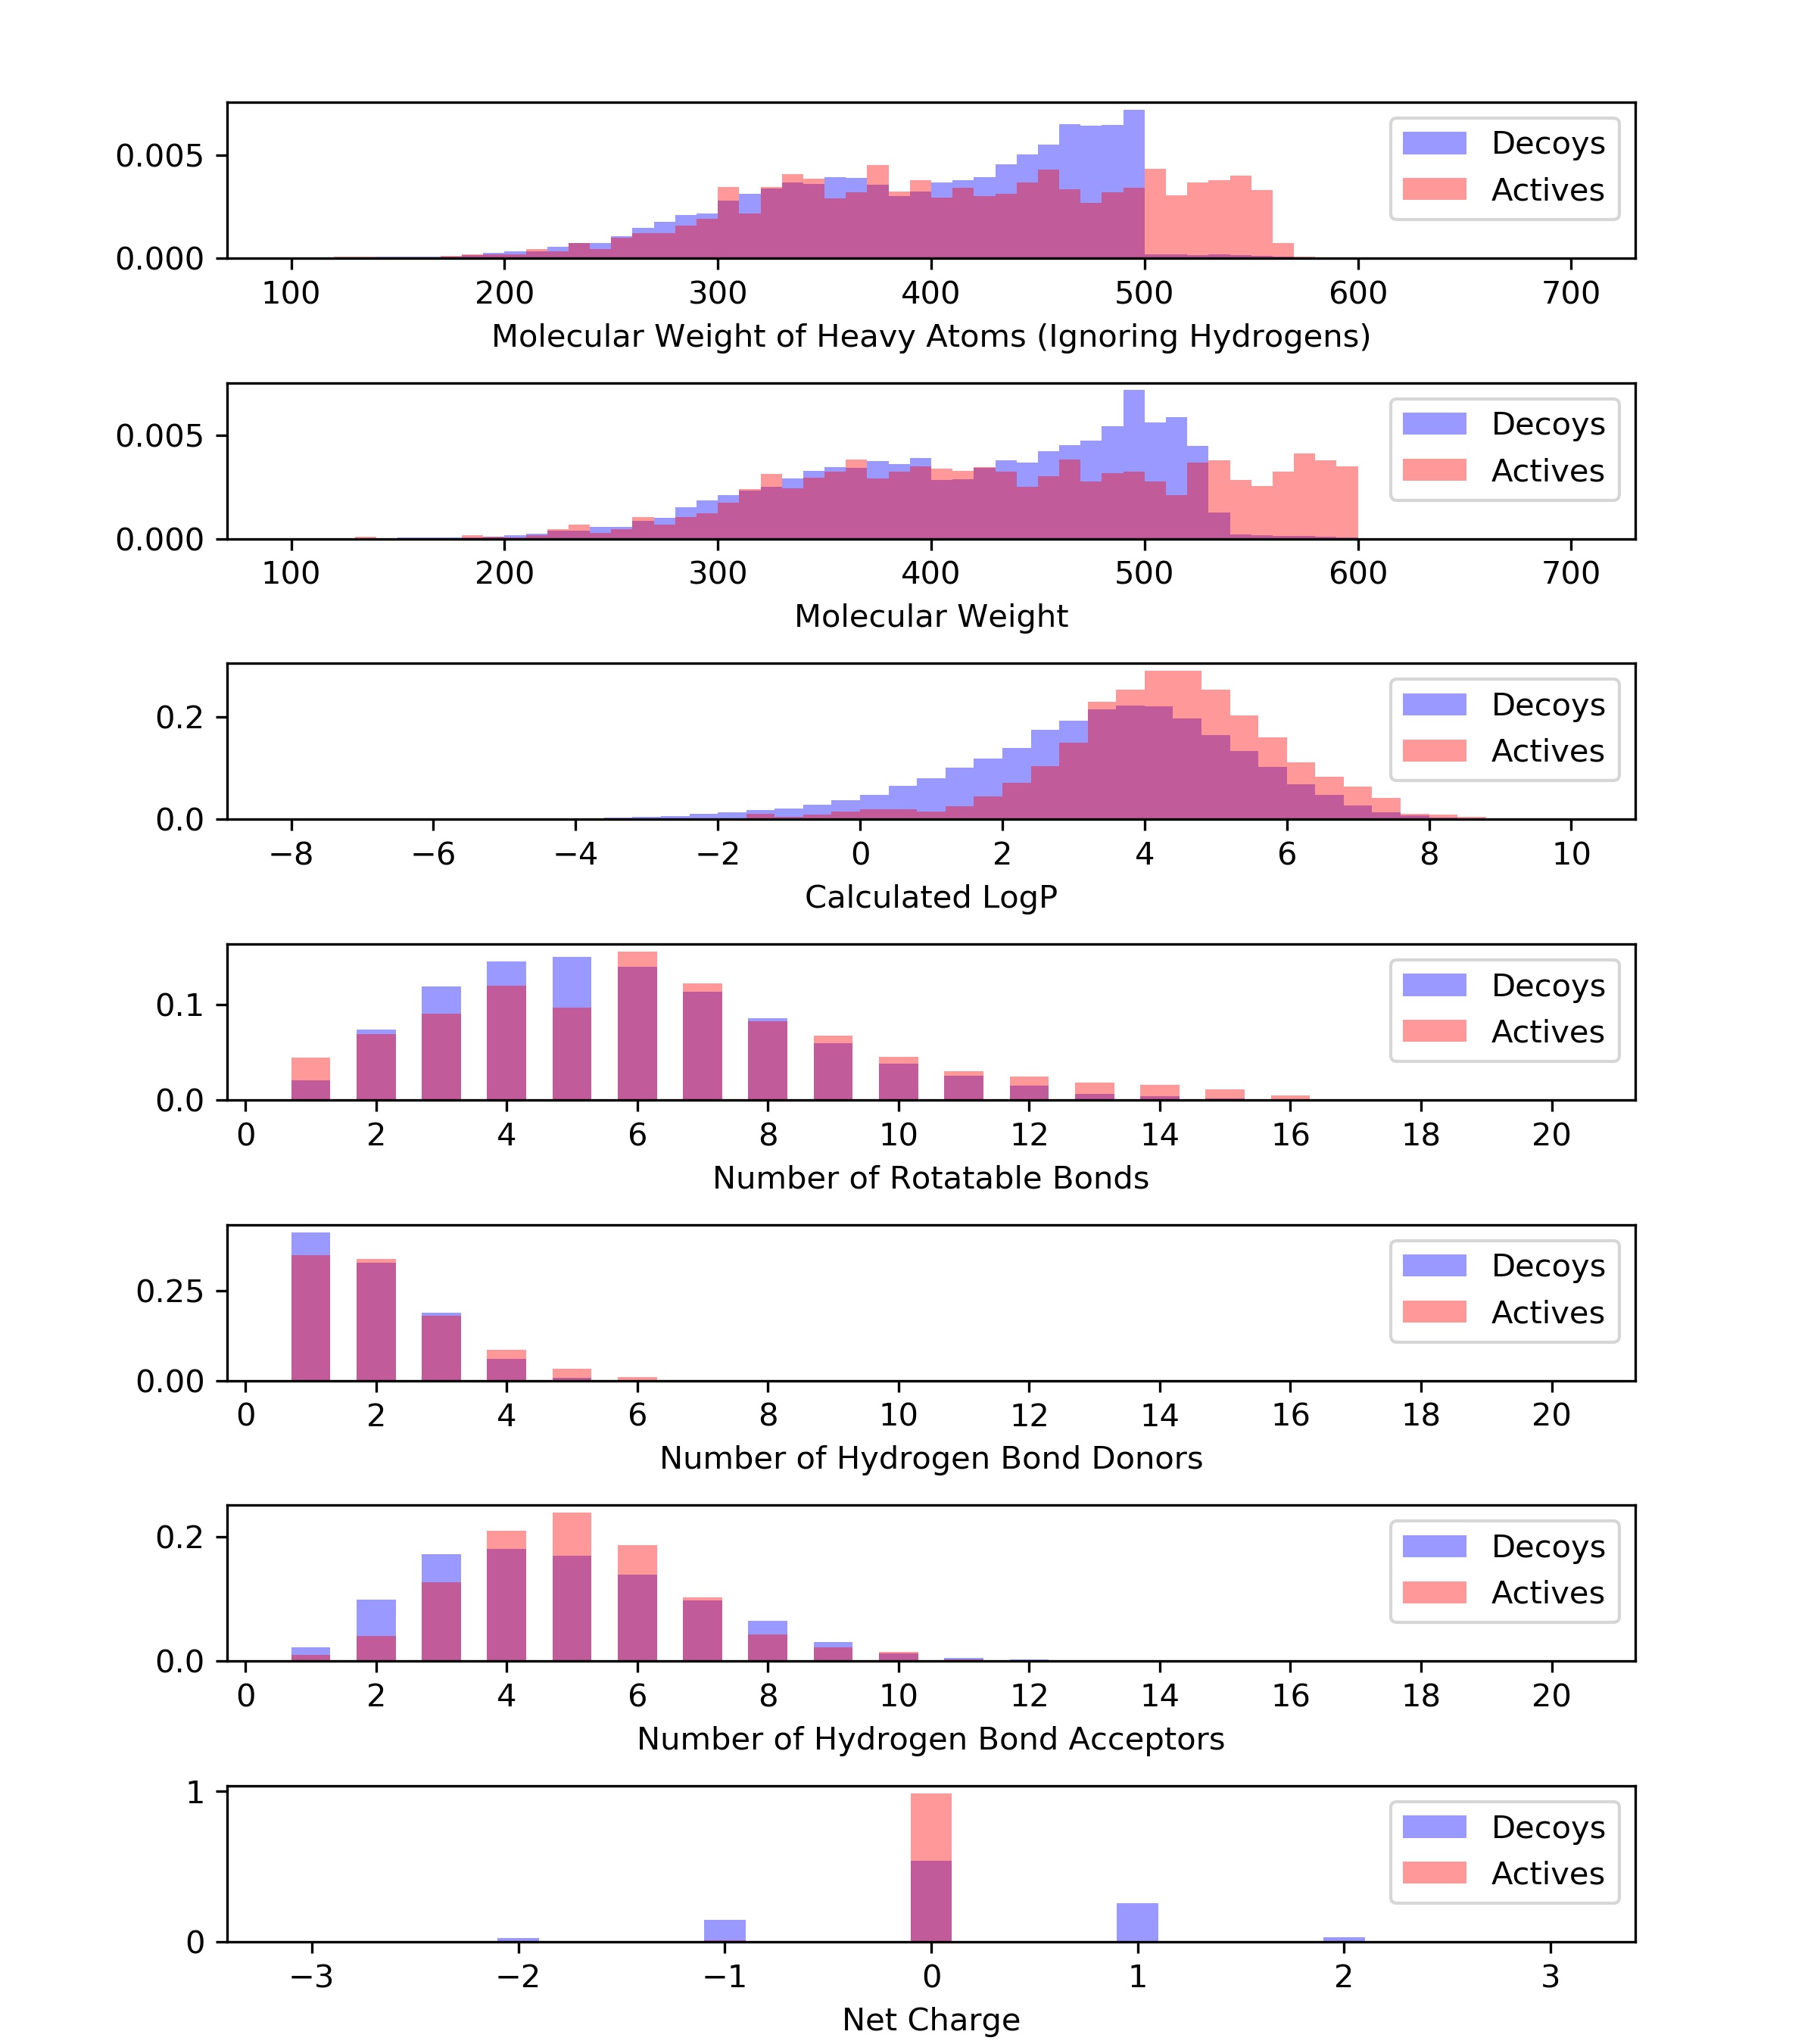 0.005
0.000
Decoys
Actives
100 200 300 400 500 600 700
Molecular Weight of Heavy Atoms (Ignoring Hydrogens)
0.005
0.000
Decoys
Actives
100 200 300 400 500 600 700
Molecular Weight
0.2
0.0
Decoys
Actives
−8 −6 −4 −2 0 2 4 6 8 10
Calculated LogP
0.1
0.0
Decoys
Actives
0 2 4 6 8 10 12 14 16 18 20
Number of Rotatable Bonds
0.25
0.00
Decoys
Actives
0 2 4 6 8 10 12 14 16 18 20
Number of Hydrogen Bond Donors
0.2
0.0
Decoys
Actives
0 2 4 6 8 10 12 14 16 18 20
Number of Hydrogen Bond Acceptors
1
0
Decoys
Actives
−3 −2 −1 0 1 2 3
Net Charge